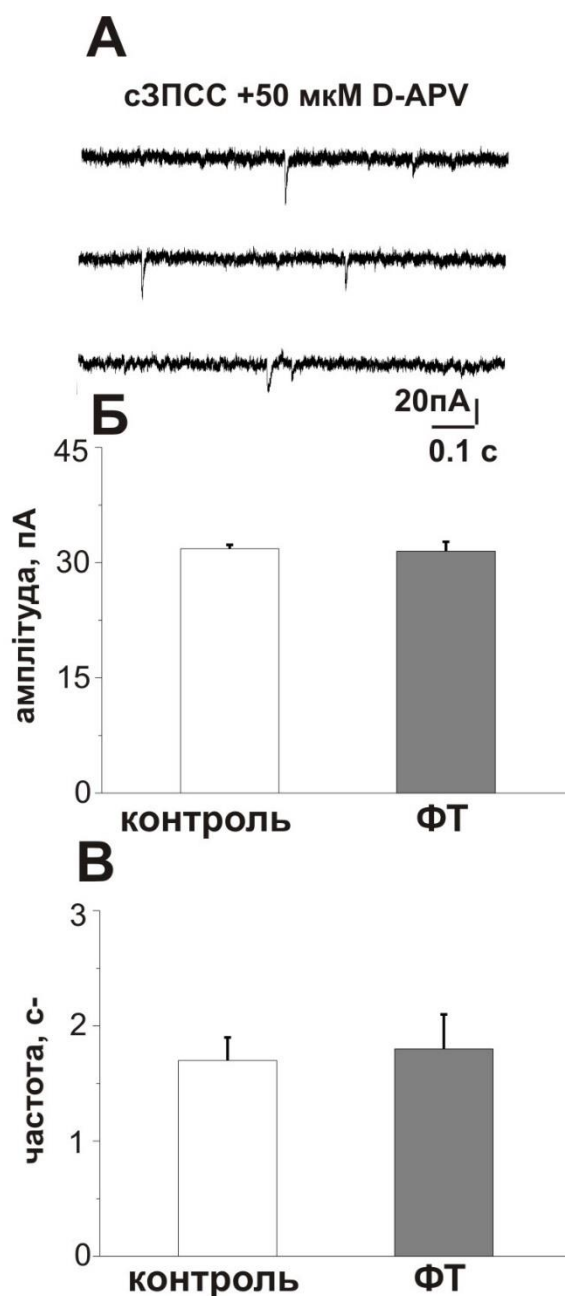 А
сЗПСС +50 мкМ D-APV
20пА
0.1 с
Б
амплітуда, пА
45
30
15
0
контроль ФТ
В
частота, с-
3
2
1
0
контроль ФТ